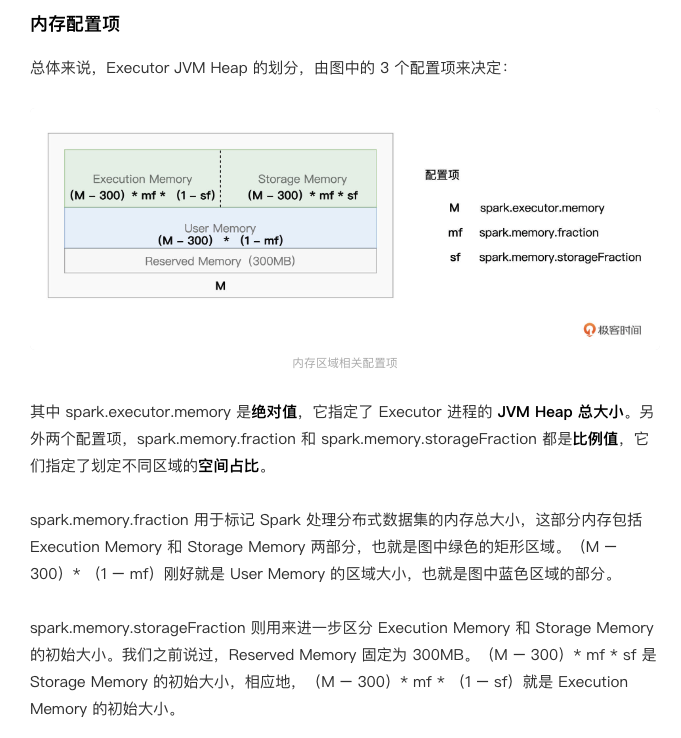 内存配置项
总体来说，Executor JVM Heap 的划分，由图中的 3 个配置项来决定：
Execution Memory
(M – 300) * mf * (1 – sf)
Storage Memory
(M – 300) * mf * sf
User Memory
(M – 300) * (1 – mf)
Reserved Memory（300MB）
M
配置项
M spark.executor.memory
mf spark.memory.fraction
sf spark.memory.storageFraction
极客时间
内存区域相关配置项
其中 spark.executor.memory 是绝对值，它指定了 Executor 进程的 JVM Heap 总大小。另
外两个配置项，spark.memory.fraction 和 spark.memory.storageFraction 都是比例值，它
们指定了划定不同区域的空间占比。
spark.memory.fraction 用于标记 Spark 处理分布式数据集的内存总大小，这部分内存包括
Execution Memory 和 Storage Memory 两部分，也就是图中绿色的矩形区域。（M –
300）*（1 – mf）刚好就是 User Memory 的区域大小，也就是图中蓝色区域的部分。
spark.memory.storageFraction 则用来进一步区分 Execution Memory 和 Storage Memory
的初始大小。我们之前说过，Reserved Memory 固定为 300MB。（M – 300）* mf * sf 是
Storage Memory 的初始大小，相应地，（M – 300）* mf *（1 – sf）就是 Execution
Memory 的初始大小。